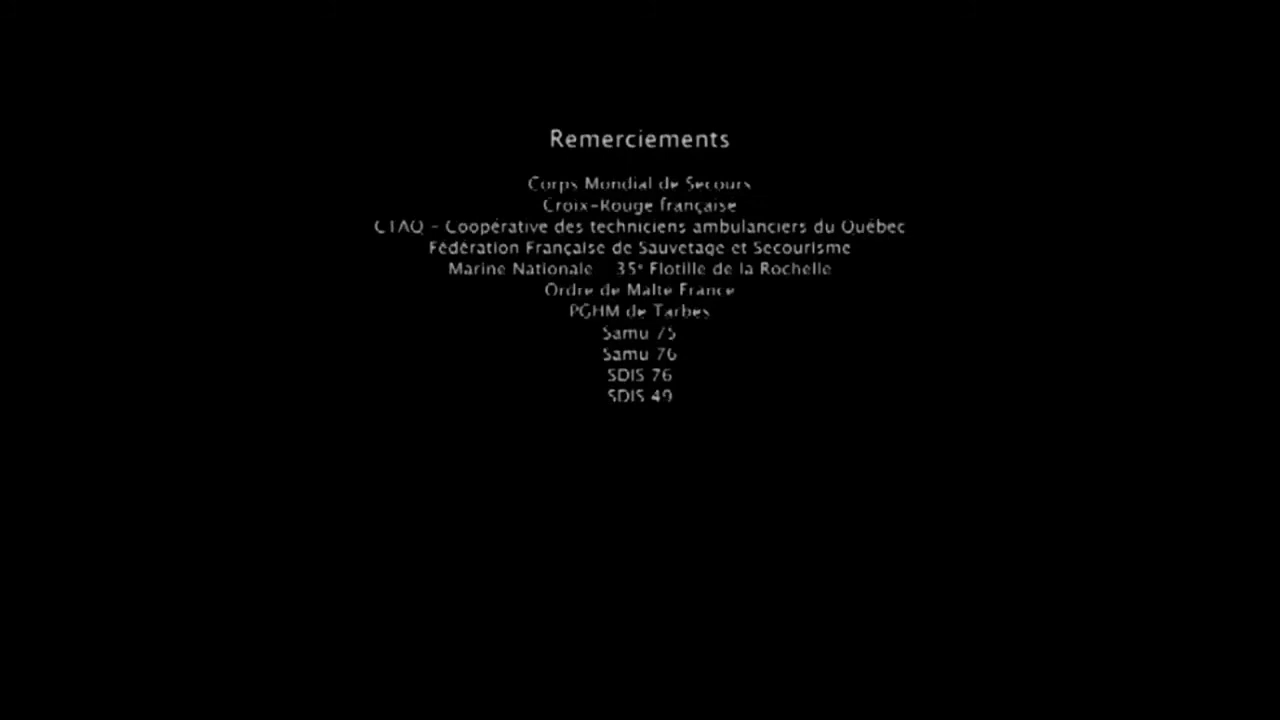 Remerciements
Corps Mondial de Secours
Croix-Rouge française
CTAQ - Coopérative des techniciens ambulanciers du Québec
Fédération Française de Sauvetage et Secourisme
Marine Nationale - 35e Flotille de la Rochelle
Ordre de Malte France
PGHM de Tarbes
Samu 75
Samu 76
SDIS 76
SDIS 49